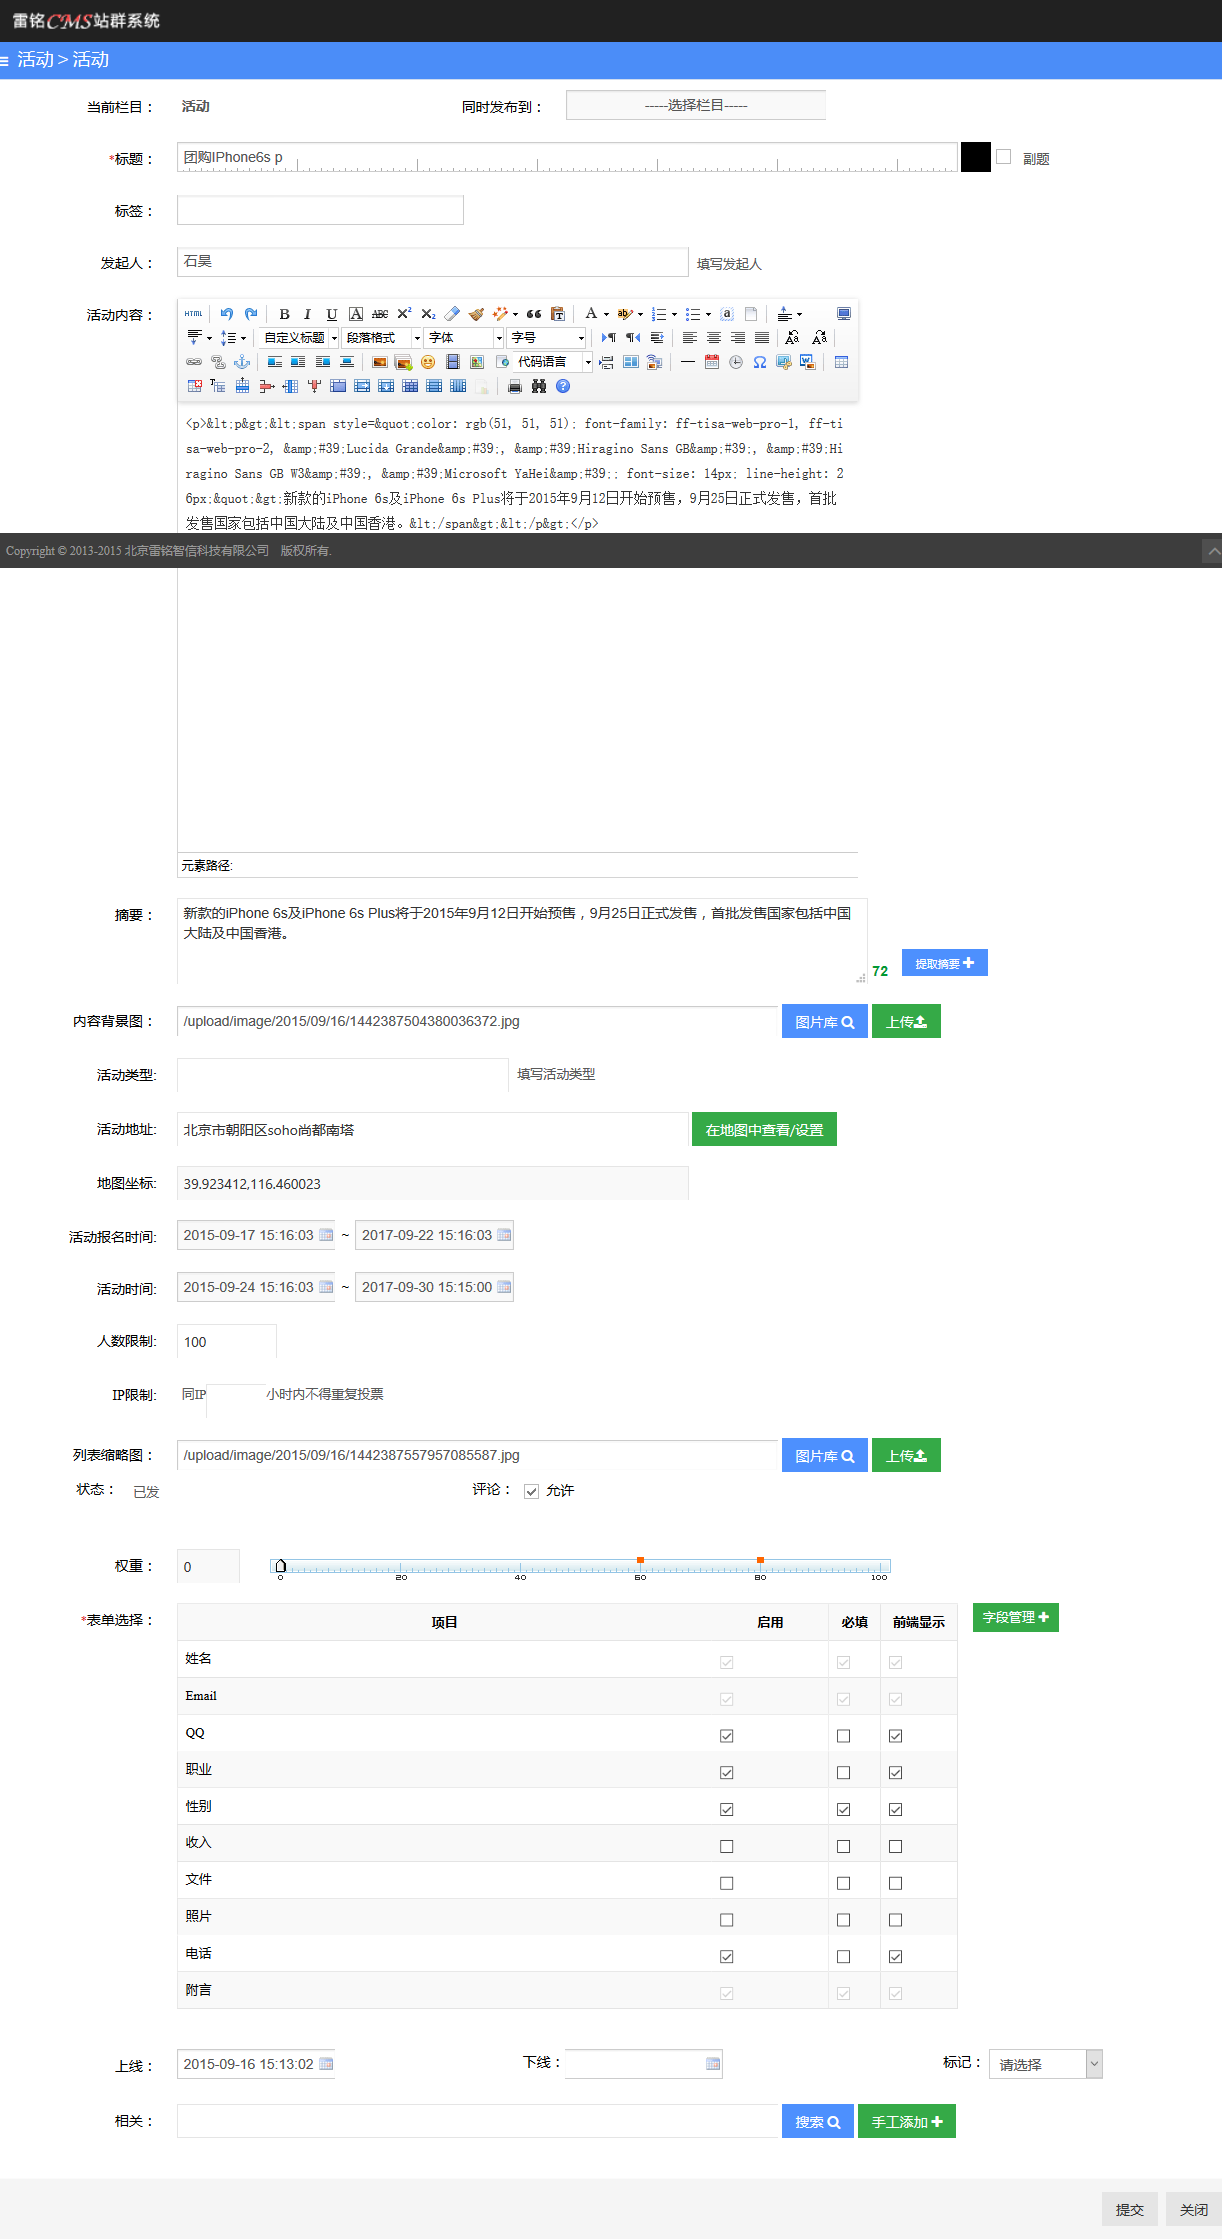 雷铭CMS站群系统
活动 > 活动
当前栏目： 活动 同时发布到： -----选择栏目-----
*标题： 团购IPhone6s p 副题
标签：
发起人： 石昊 填写发起人
活动内容： HTML
自定义标题 段落格式 字体 字号
代码语言
<p>&lt;p&gt;&lt;span style=&quot;color: rgb(51, 51, 51); font-family: ff-tisa-web-pro-1, ff-ti
sa-web-pro-2, &amp;#39;Lucida Grande&amp;#39;, &amp;#39;Hiragino Sans GB&amp;#39;, &amp;#39;Hi
ragino Sans GB W3&amp;#39;, &amp;#39;Microsoft YaHei&amp;#39;; font-size: 14px; line-height: 2
6px;&quot;&gt;新款的iPhone 6s及iPhone 6s Plus将于2015年9月12日开始预售，9月25日正式发售，首批
发售国家包括中国大陆及中国香港。&lt;/span&gt;&lt;/p&gt;</p>
Copyright © 2013-2015 北京雷铭智信科技有限公司 版权所有.
元素路径:
摘要： 新款的iPhone 6s及iPhone 6s Plus将于2015年9月12日开始预售，9月25日正式发售，首批发售国家包括中国
大陆及中国香港。
72 提取摘要
内容背景图： /upload/image/2015/09/16/1442387504380036372.jpg 图片库 上传
活动类型: 填写活动类型
活动地址: 北京市朝阳区soho尚都南塔 在地图中查看/设置
地图坐标: 39.923412,116.460023
活动报名时间: 2015-09-17 15:16:03 ~ 2017-09-22 15:16:03
活动时间: 2015-09-24 15:16:03 ~ 2017-09-30 15:15:00
人数限制: 100
IP限制: 同IP 小时内不得重复投票
列表缩略图： /upload/image/2015/09/16/1442387557957085587.jpg 图片库 上传
状态： 已发 评论： 允许
权重： 0
0 20 40 60 80 100
*表单选择： 项目 启用 必填 前端显示 字段管理
姓名
Email
QQ
职业
性别
收入
文件
照片
电话
附言
上线： 2015-09-16 15:13:02 下线： 标记： 请选择
相关： 搜索 手工添加
提交 关闭